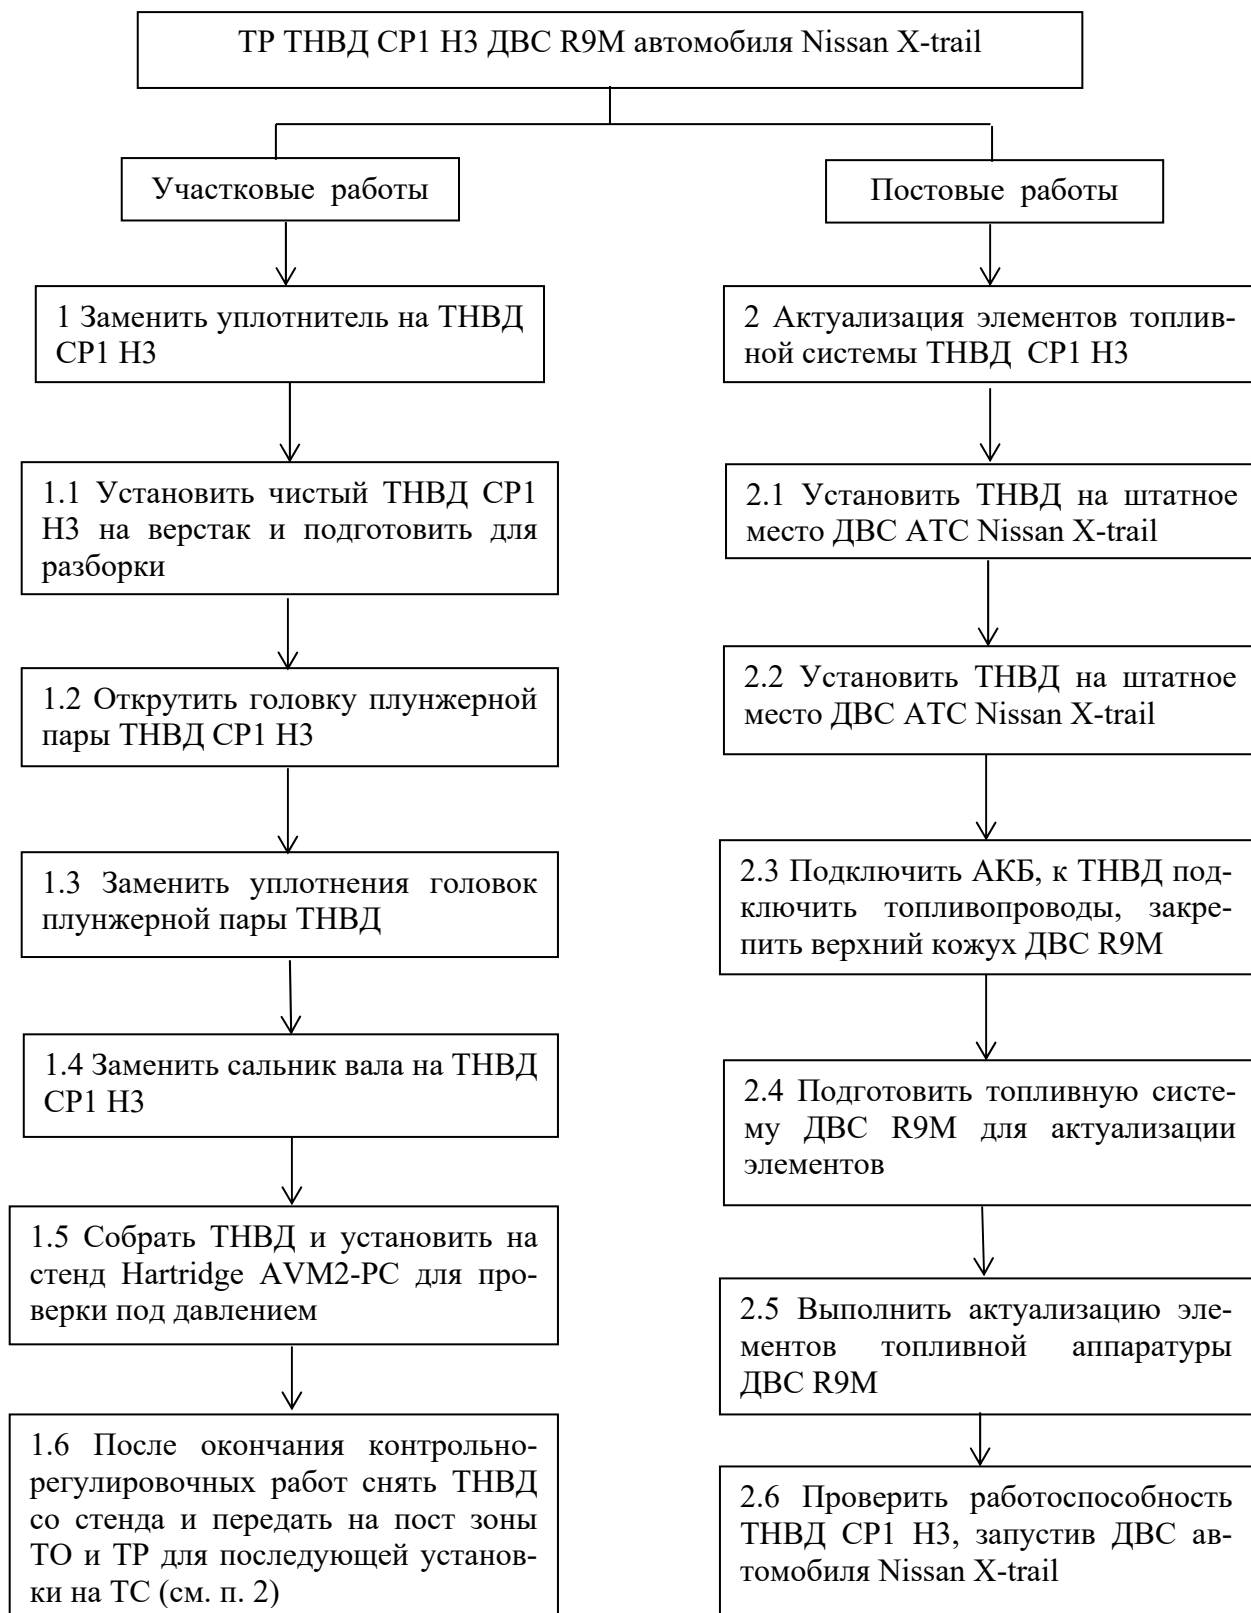 ТР ТНВД CP1 H3 ДВС R9M автомобиля Nissan X-trail
Участковые работы
Постовые работы
1 Заменить уплотнитель на ТНВД
CP1 H3
1.1 Установить чистый ТНВД CP1
H3 на верстак и подготовить для
разборки
1.2 Открутить головку плунжерной
пары ТНВД CP1 H3
1.3 Заменить уплотнения головок
плунжерной пары ТНВД
1.4 Заменить сальник вала на ТНВД
CP1 H3
1.5 Собрать ТНВД и установить на
стенд Hartridge AVM2-PC для про-
верки под давлением
1.6 После окончания контрольно-
регулировочных работ снять ТНВД
со стенда и передать на пост зоны
ТО и ТР для последующей установ-
ки на ТС (см. п. 2)
2 Актуализация элементов топлив-
ной системы ТНВД CP1 H3
2.1 Установить ТНВД на штатное
место ДВС АТС Nissan X-trail
2.2 Установить ТНВД на штатное
место ДВС АТС Nissan X-trail
2.3 Подключить АКБ, к ТНВД под-
ключить топливопроводы, закре-
пить верхний кожух ДВС R9M
2.4 Подготовить топливную систе-
му ДВС R9M для актуализации
элементов
2.5 Выполнить актуализацию эле-
ментов топливной аппаратуры
ДВС R9M
2.6 Проверить работоспособность
ТНВД CP1 H3, запустив ДВС ав-
томобиля Nissan X-trail